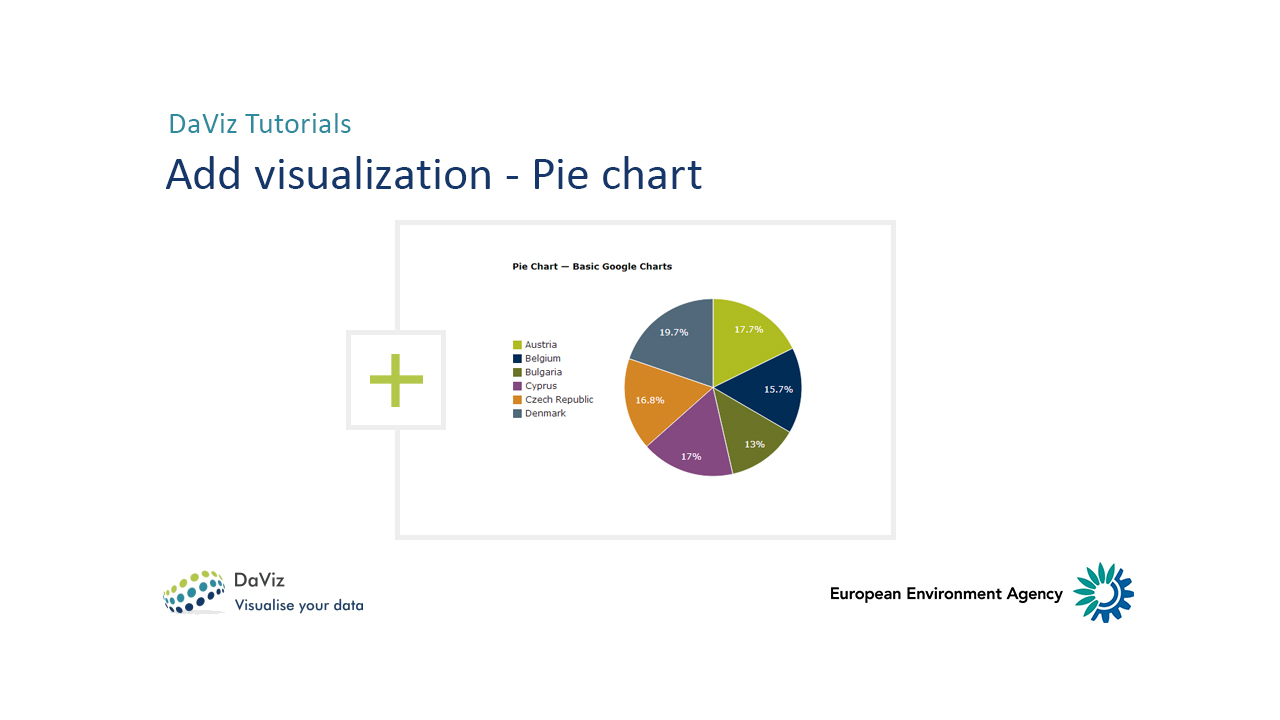 DaViz Tutorials
Add visualization - Pie chart
Pie Chart — Basic Google Charts
Austria
Belgium
Bulgaria
Cyprus
Czech Republic
Denmark
19.7%
17.7%
15.7%
16.8%
13%
17%
DaViz
Visualise your data
European Environment Agency